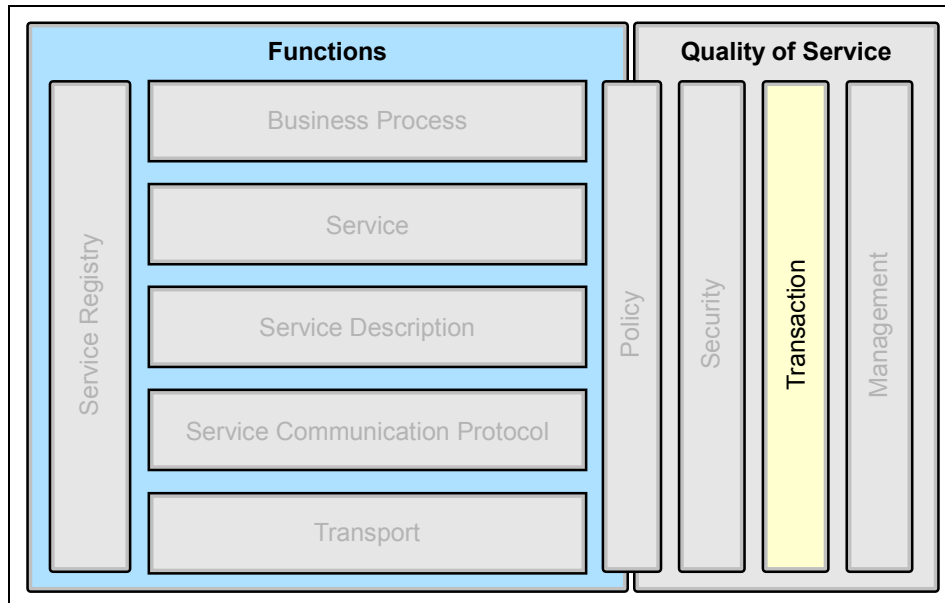 Functions
Quality of Service
Service Registry
Business Process
Service
Service Description
Service Communication Protocol
Transport
Policy
Security
Transaction
Management